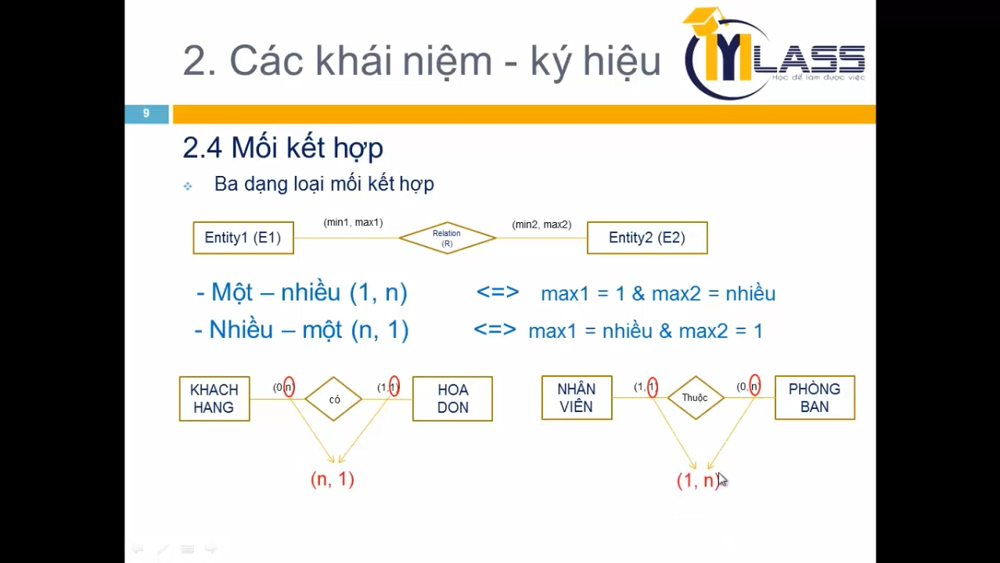 2. Các khái niệm - ký hiệu
MYCLASS
Học để làm được việc
9
2.4 Mối kết hợp
Ba dạng loại mối kết hợp
Entity1 (E1)
(min1, max1)
Relation
(R)
(min2, max2)
Entity2 (E2)
- Một – nhiều (1, n) <=> max1 = 1 & max2 = nhiều
- Nhiều – một (n, 1) <=> max1 = nhiều & max2 = 1
KHACH
HANG
(0,n)
có
(1,1)
HOA
DON
(n, 1)
NHÂN
VIÊN
(1,1)
Thuộc
(0,n)
PHÒNG
BAN
(1, n)